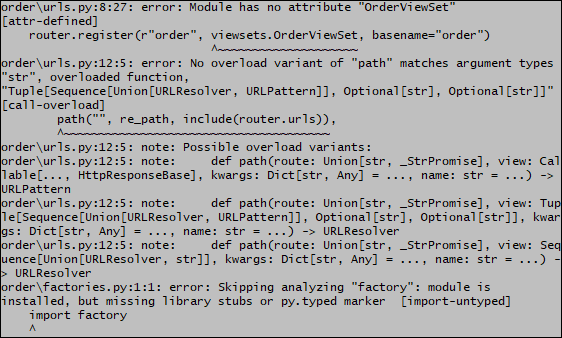 order\urls.py:8:27: error: Module has no attribute "OrderViewSet"
[attr-defined]
    router.register(r"order", viewsets.OrderViewSet, basename="order")
                              ^~~~~~~~~~~~~~~~~~~~~
order\urls.py:12:5: error: No overload variant of "path" matches argument types
"str", overloaded function,
"Tuple[Sequence[Union[URLResolver, URLPattern]], Optional[str], Optional[str]]"
[call-overload]
        path("", re_path, include(router.urls)),
        ^~~~~~~~~~~~~~~~~~~~~~~~~~~~~~~~~~~~~~~
order\urls.py:12:5: note: Possible overload variants:
order\urls.py:12:5: note:     def path(route: Union[str, _StrPromise], view: Cal
lable[..., HttpResponseBase], kwargs: Dict[str, Any] = ..., name: str = ...) ->
URLPattern
order\urls.py:12:5: note:     def path(route: Union[str, _StrPromise], view: Tup
le[Sequence[Union[URLResolver, URLPattern]], Optional[str], Optional[str]], kwar
gs: Dict[str, Any] = ..., name: str = ...) -> URLResolver
order\urls.py:12:5: note:     def path(route: Union[str, _StrPromise], view: Seq
uence[Union[URLResolver, str]], kwargs: Dict[str, Any] = ..., name: str = ...) -
> URLResolver
order\factories.py:1:1: error: Skipping analyzing "factory": module is
installed, but missing library stubs or py.typed marker  [import-untyped]
    import factory
    ^